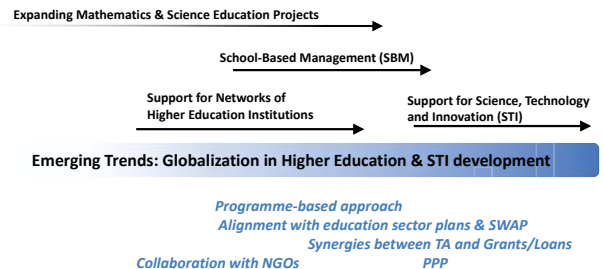 Expanding Mathematics & Science Education Projects
School-Based Management (SBM)
Support for Networks of
Higher Education Institutions
Support for Science, Technology
and Innovation (STI)
Emerging Trends: Globalization in Higher Education & STI development
Programme-based approach
Alignment with education sector plans & SWAP
Synergies between TA and Grants/Loans
Collaboration with NGOs PPP